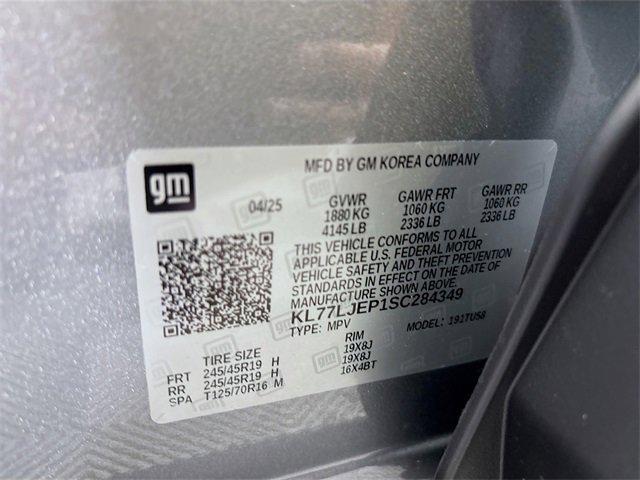 MFD BY GM KOREA COMPANY
gm
04/25
GVWR GAWR FRT GAWR RR
1880 KG 1060 KG 1060 KG
4145 LB 2336 LB 2336 LB
THIS VEHICLE CONFORMS TO ALL
APPLICABLE U.S. FEDERAL MOTOR
VEHICLE SAFETY AND THEFT PREVENTION
STANDARDS IN EFFECT ON THE DATE OF
MANUFACTURE SHOWN ABOVE.
KL77LJEP1SC284349
TYPE: MPV MODEL: 191TU58
TIRE SIZE RIM
FRT 245/45R19 H 19X8J
RR 245/45R19 H 19X8J
SPA T125/70R16 M 16X4BT